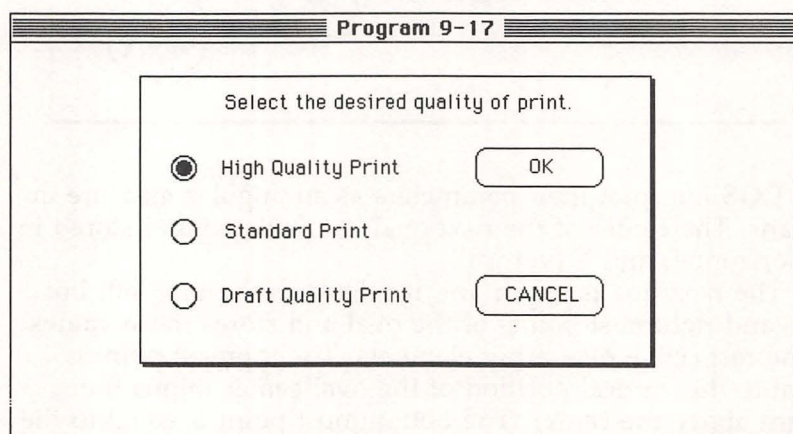 Program 9-17
Select the desired quality of print.
High Quality Print
OK
Standard Print
Draft Quality Print
CANCEL